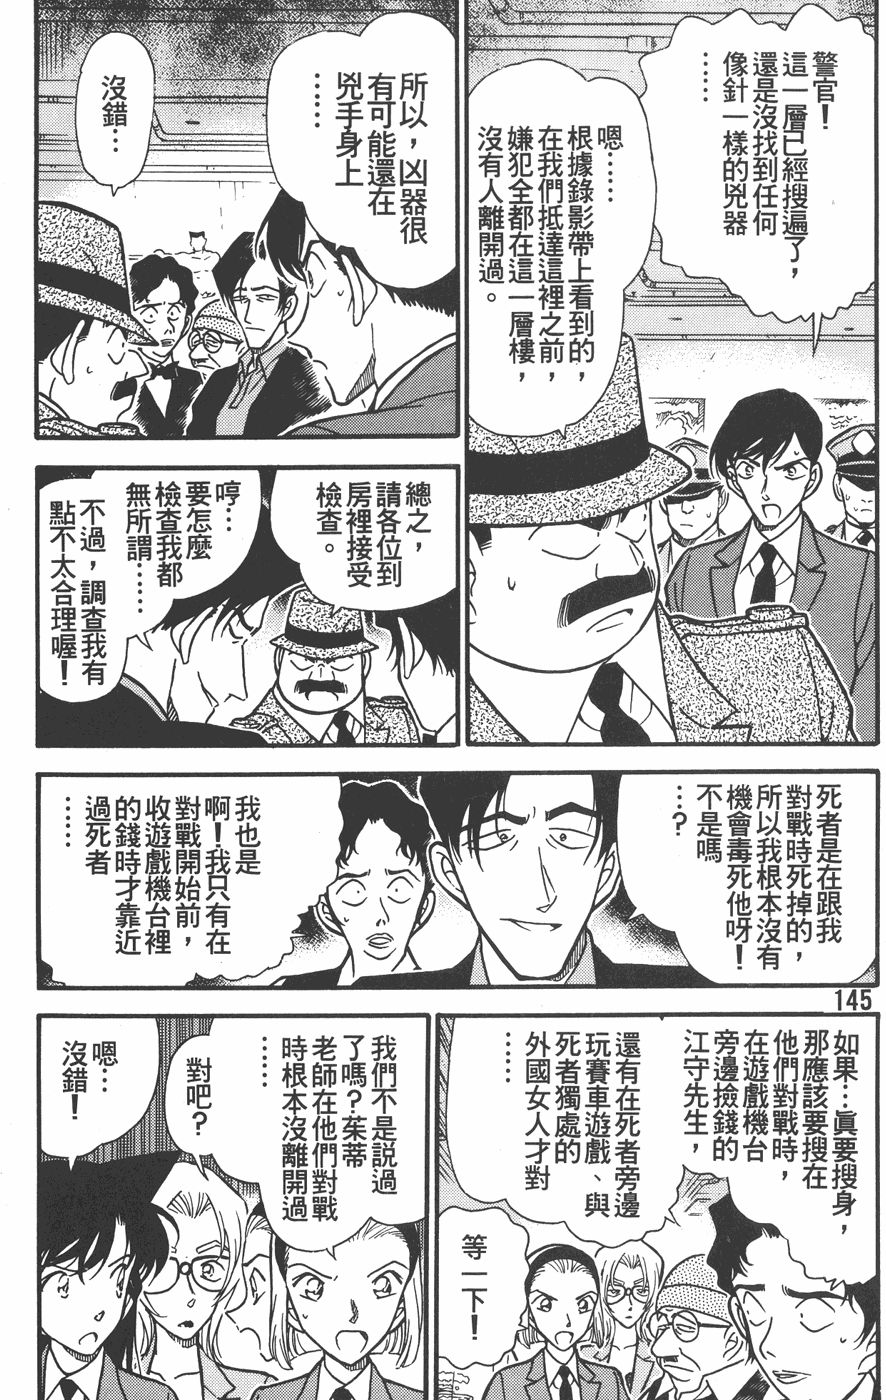 警官！
這一層已經搜遍了，
還是沒找到任何
像針一樣的兇器
……
嗯……
根據錄影帶上看到的，
在我們抵達這裡之前，
嫌犯全都在這一層樓，
沒有人離開過。
所以，凶器很
有可能還在
兇手身上
……
沒錯…
總之，
請各位到
房裡接受
檢查。
哼…
要怎麼
檢查我都
無所謂……
不過，調查我有
點不太合理喔！
死者是在跟我
對戰時死掉的，
所以我根本沒有
機會毒死他呀！
不是嗎
…？
我也是
啊！我只有在
對戰開始前，
收遊戲機台裡
的錢時才靠近
過死者
……
145
如果…真要搜身，
那應該要搜在
他們對戰時，
在遊戲機台
旁邊撿錢的
江守先生，
還有在死者旁邊
玩賽車遊戲、與
死者獨處的
外國女人才對
……
等一下！
我們不是說過
了嗎？茱蒂
老師在他們對戰
時根本沒離開過
……
對吧？
嗯…
沒錯！